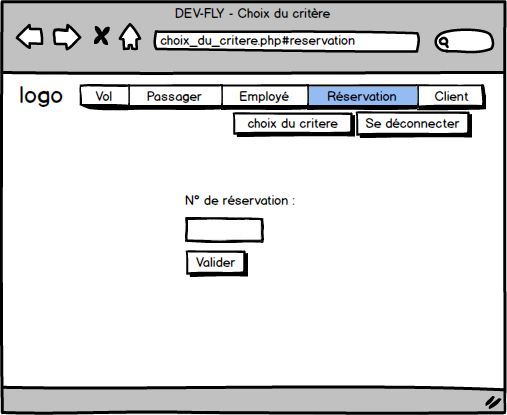 DEV-FLY - Choix du critère
choix_du_critere.php#reservation
logo
Vol Passager Employé Réservation Client
choix du critere Se déconnecter
N° de réservation :
Valider